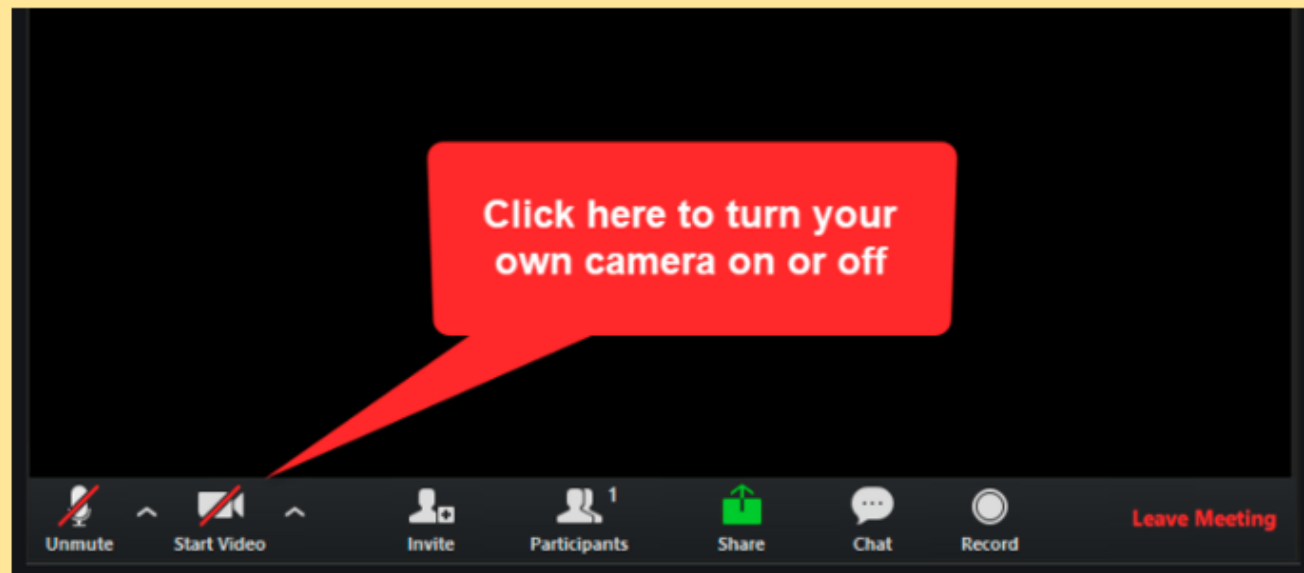 Click here to turn your
own camera on or off
1
Unmute
Start Video
Invite
Participants
Share
Chat
Record
Leave Meeting